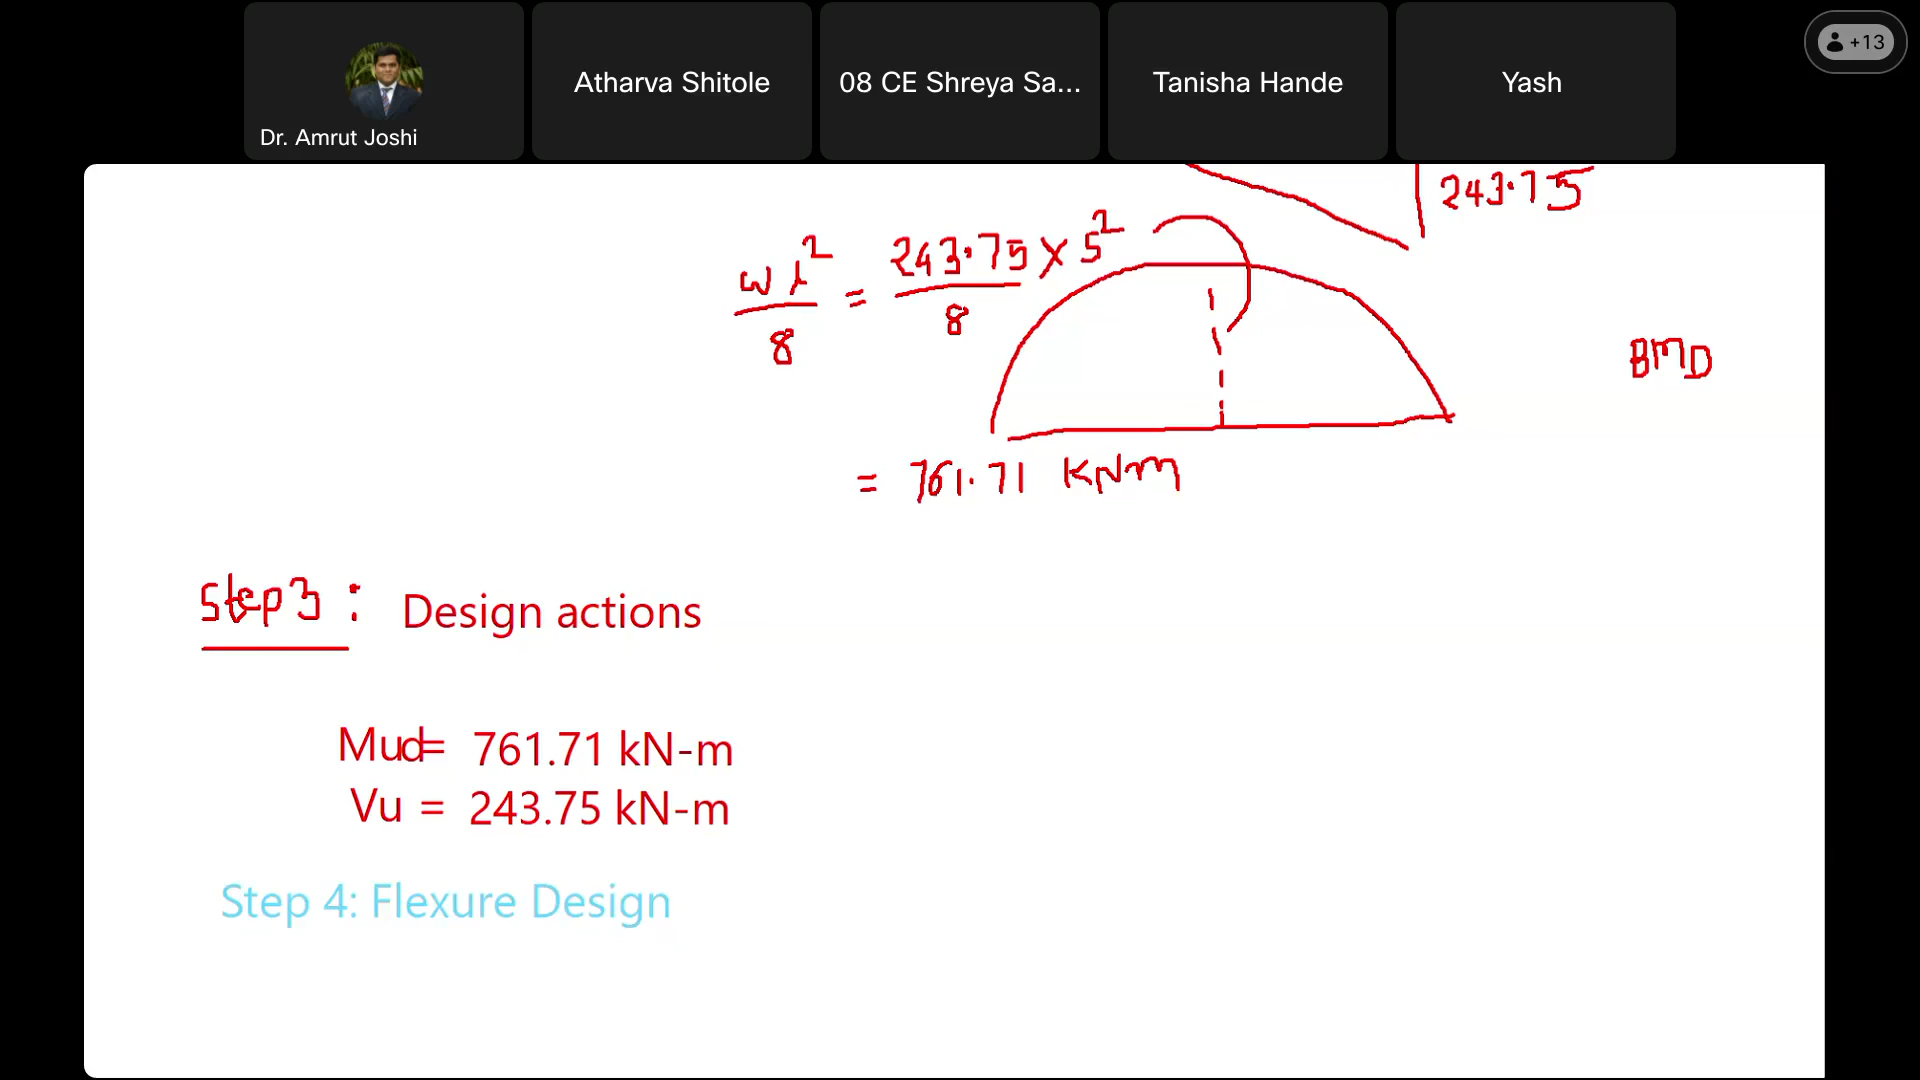 +13
Atharva Shitole
08 CE Shreya Sa...
Tanisha Hande
Yash
Dr. Amrut Joshi
243.75
wl²/8 = 243.75 × 5²/8
BMD
= 761.71 KNm
Step 3 : Design actions
Mud= 761.71 kN-m
Vu = 243.75 kN-m
Step 4: Flexure Design